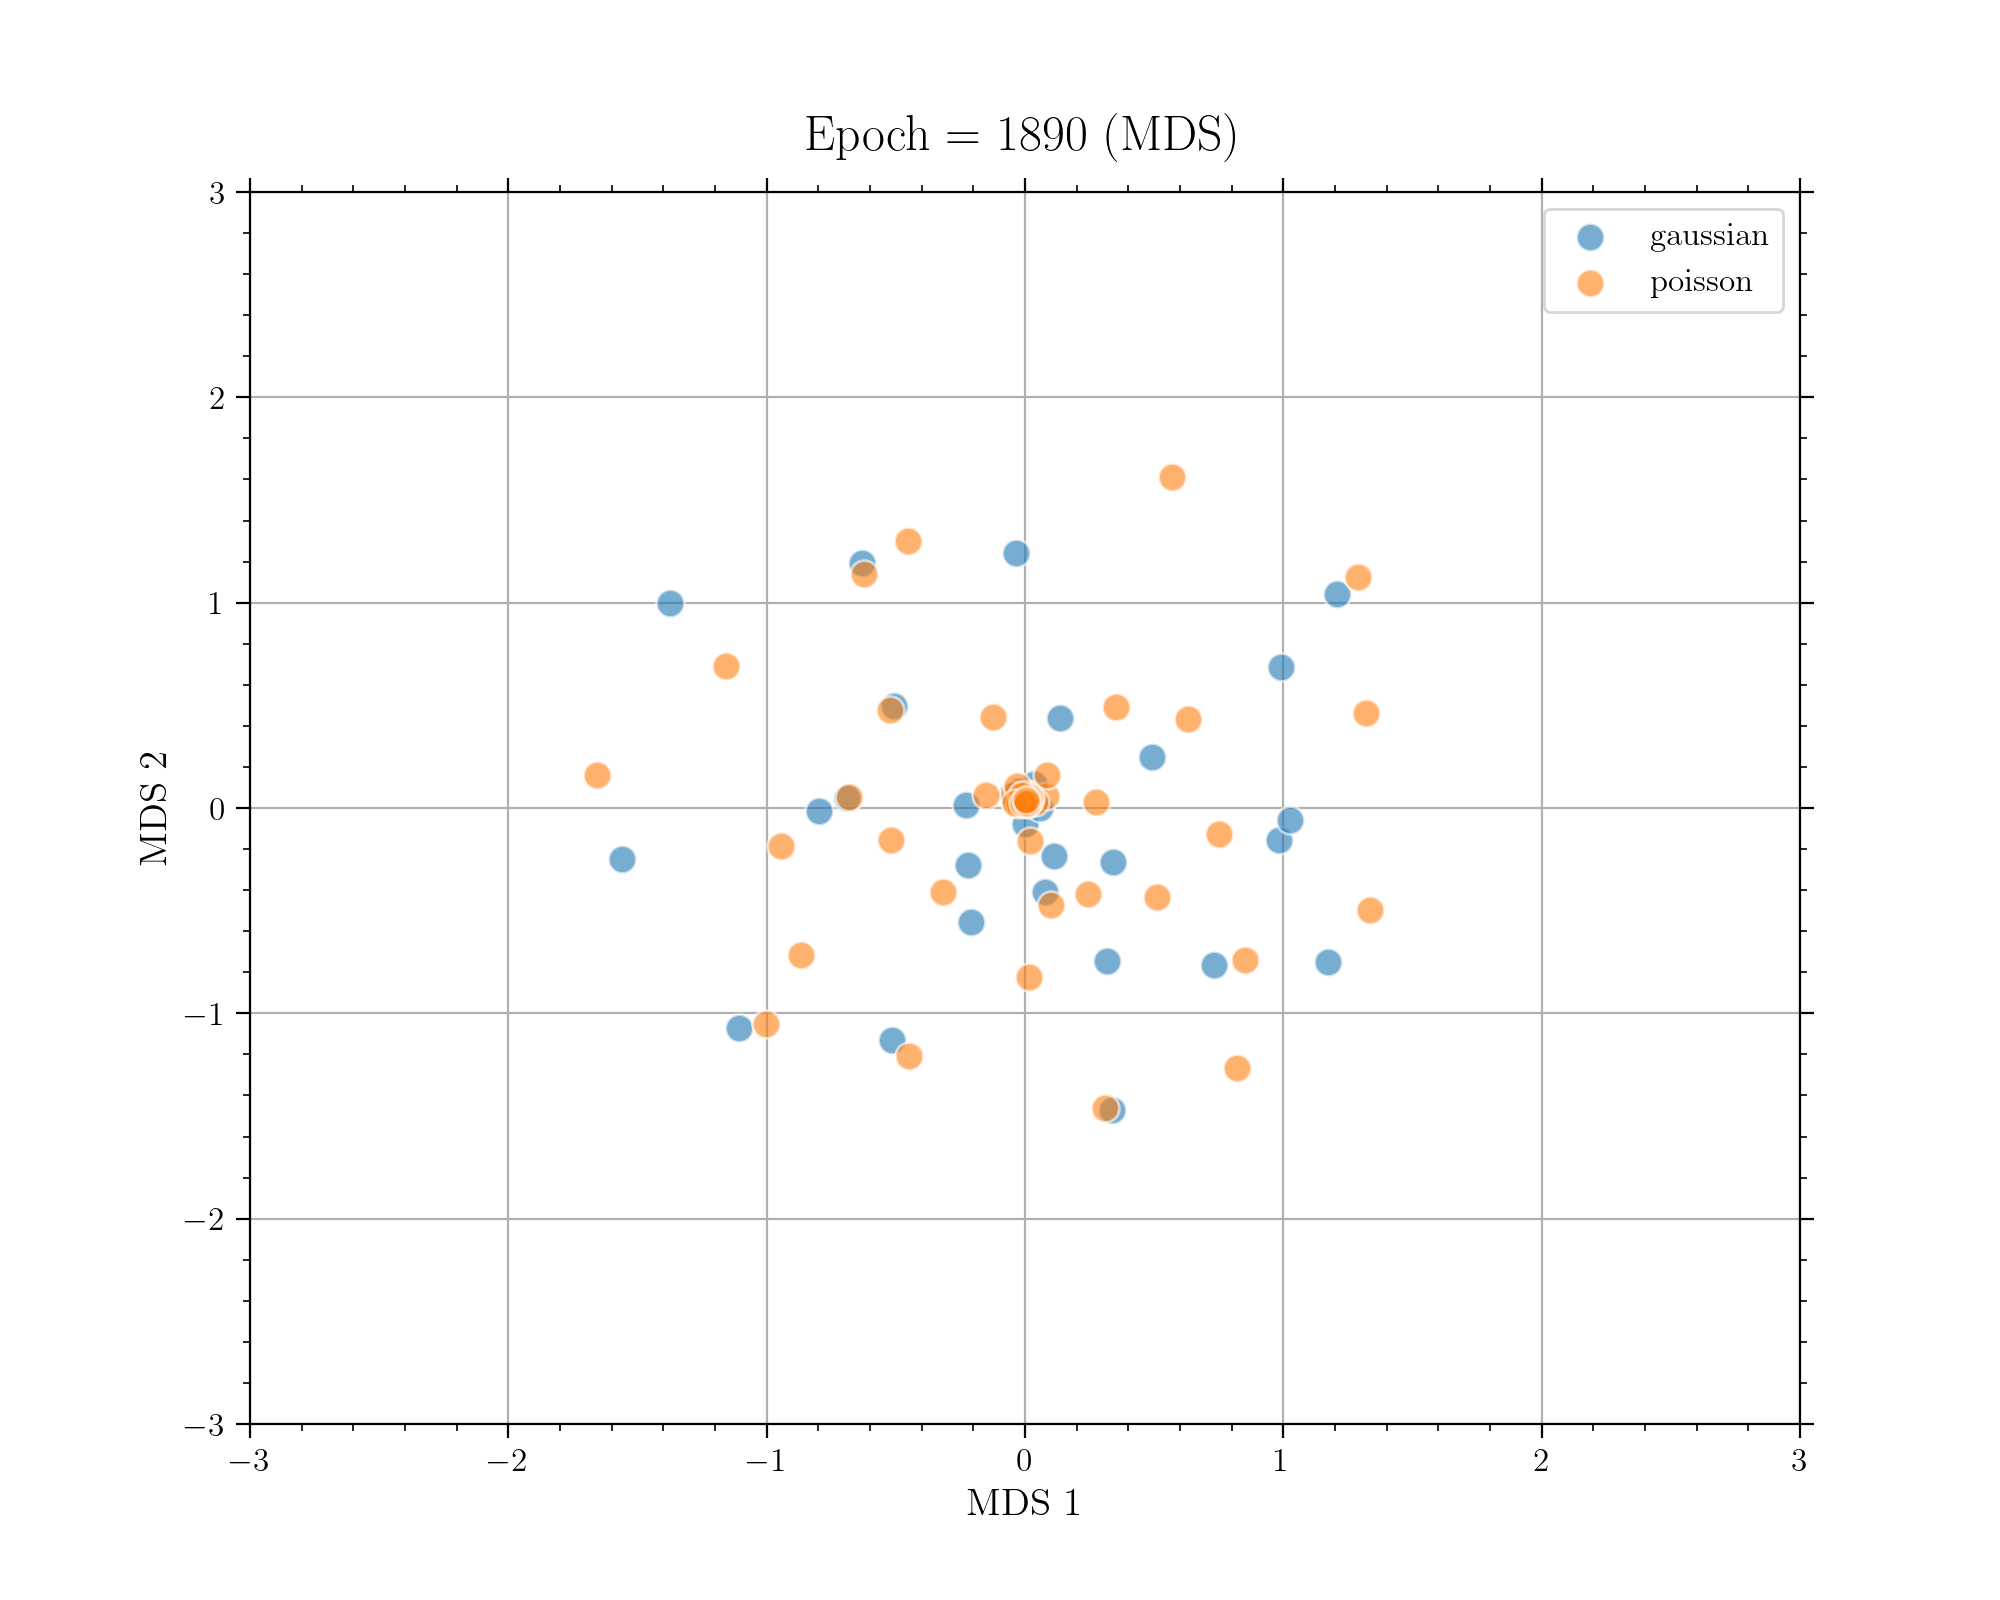 Epoch = 1890 (MDS)
gaussian
poisson
MDS 2
3
2
1
0
−1
−2
−3
−3 −2 −1 0 1 2 3
MDS 1